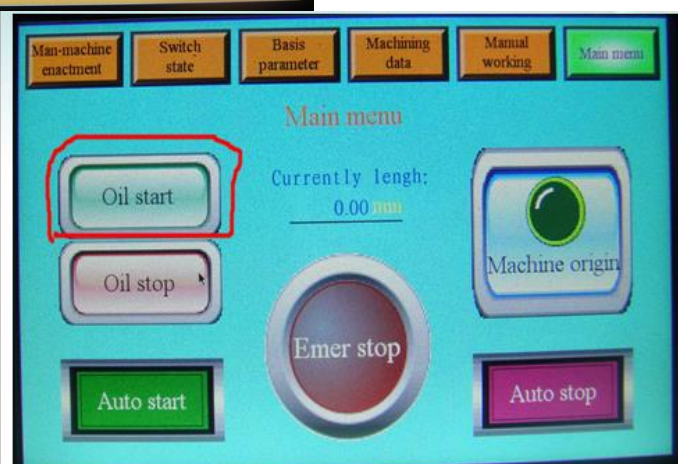 Man-machine
enactment
Switch
state
Basis
parameter
Machining
data
Manual
working
Main menu
Main menu
Oil start
Currently lengh:
0.00 mm
Machine origin
Oil stop
Emer stop
Auto start
Auto stop